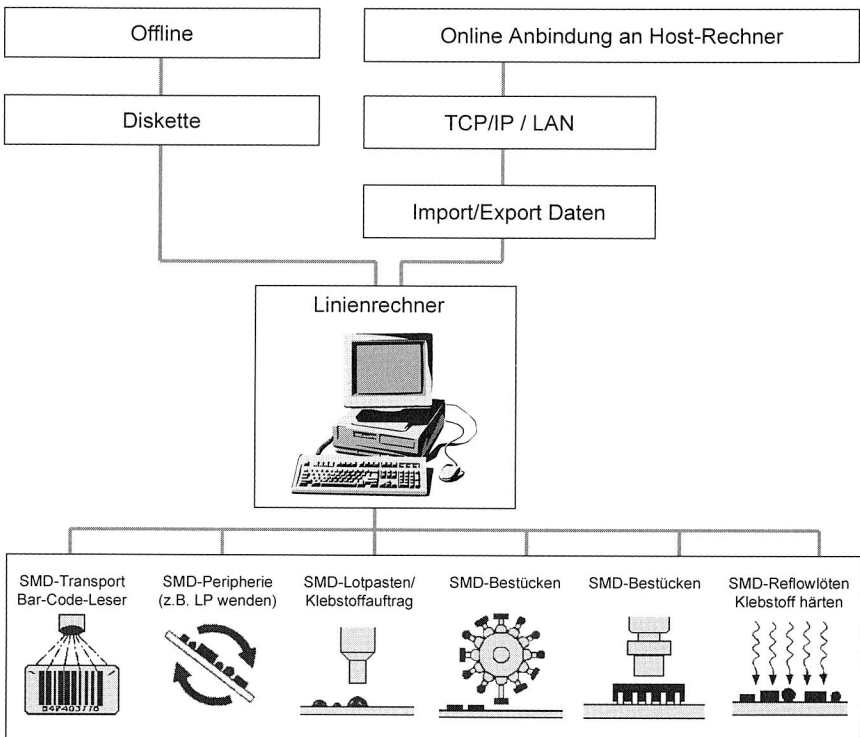 Offline
Online Anbindung an Host-Rechner
Diskette
TCP/IP / LAN
Import/Export Daten
Linienrechner
SMD-Transport
Bar-Code-Leser
SMD-Peripherie
(z.B. LP wenden)
SMD-Lotpasten/
Klebstoffauftrag
SMD-Bestücken
SMD-Bestücken
SMD-Reflowlöten
Klebstoff härten